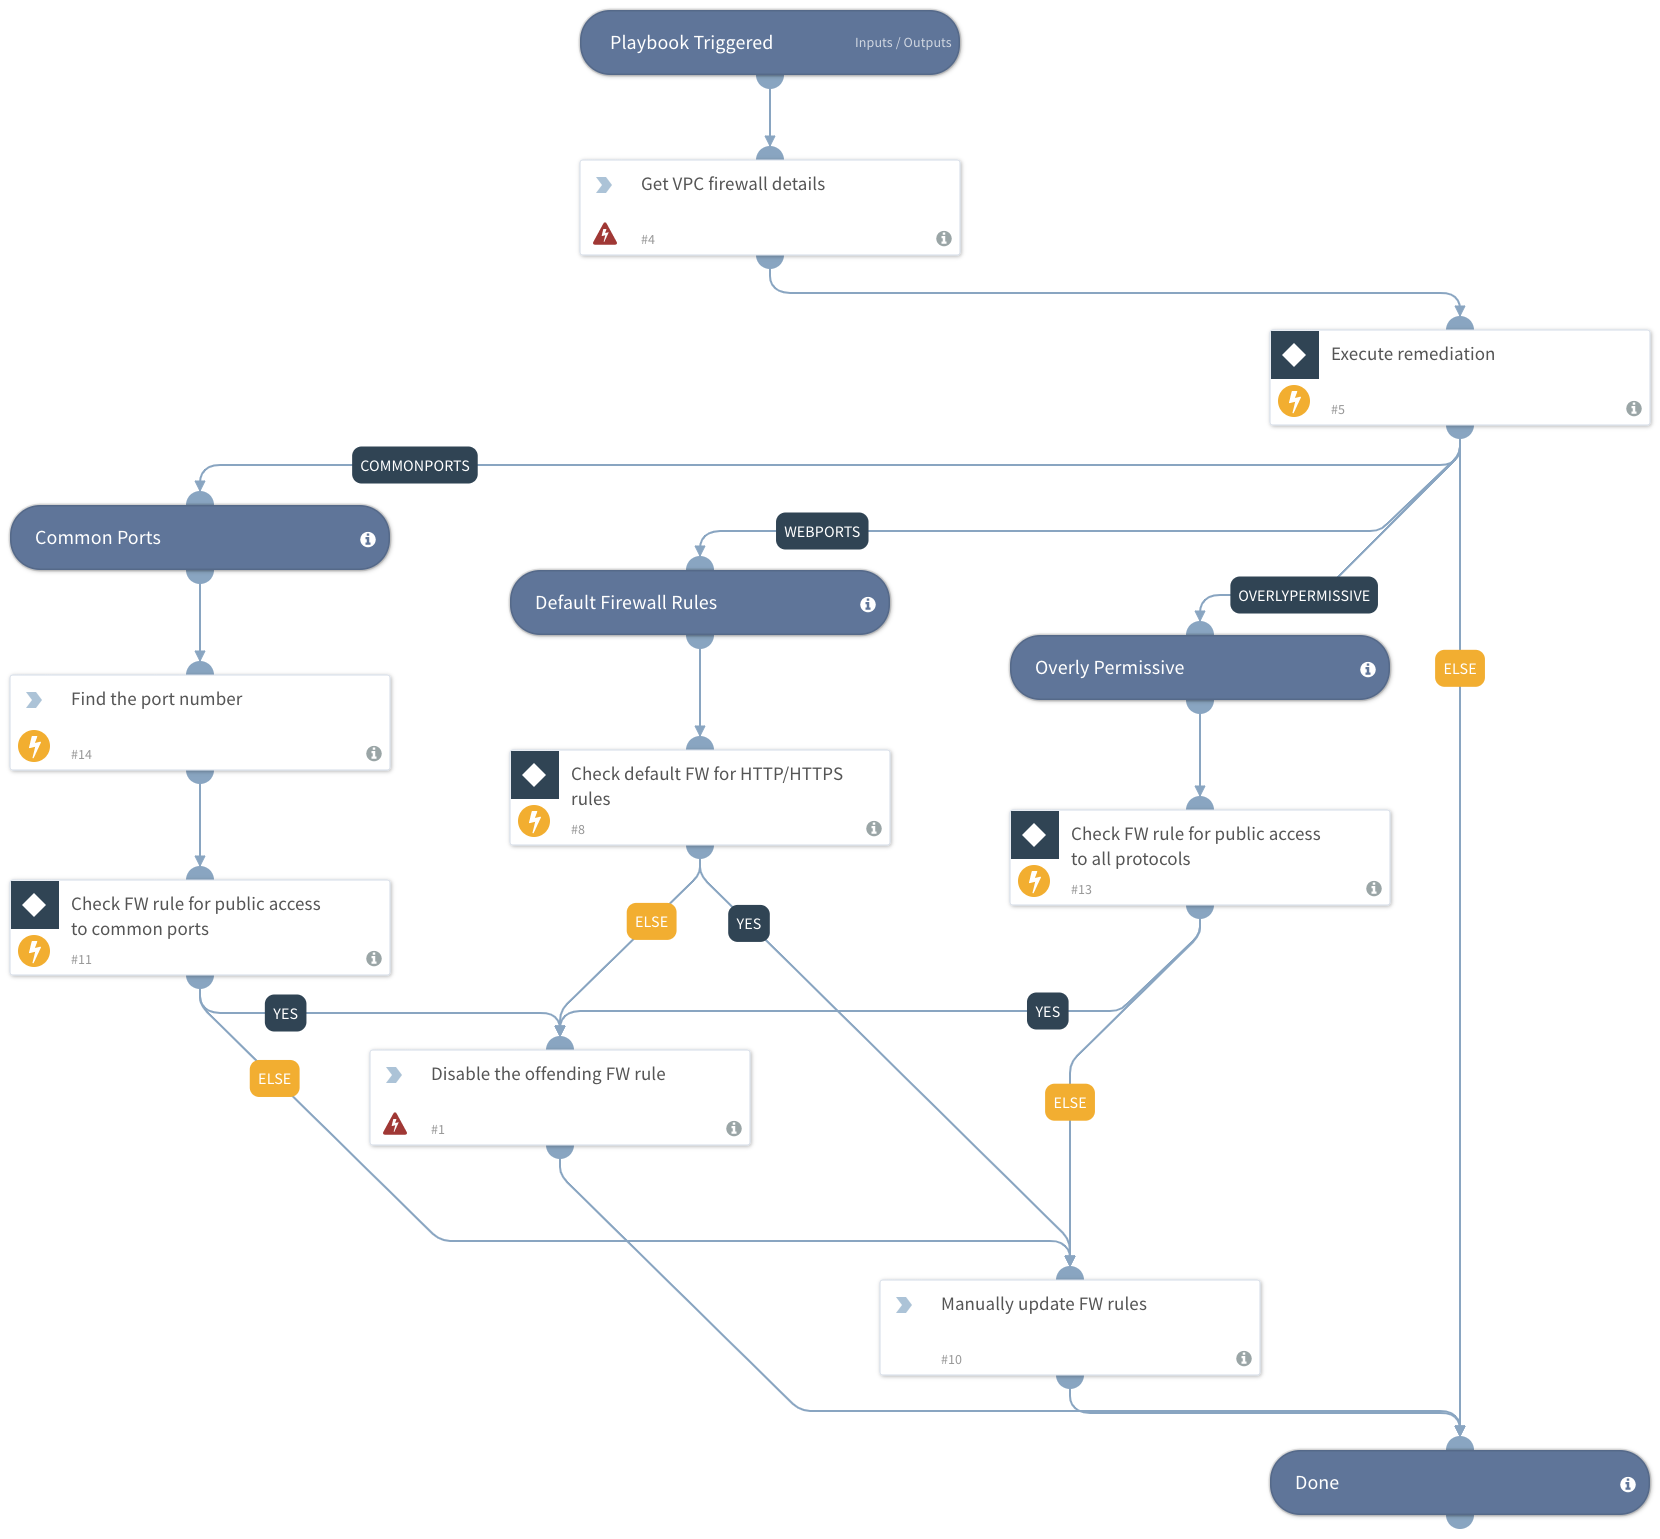 Playbook Triggered
Inputs / Outputs
Get VPC firewall details
#4
Execute remediation
#5
COMMONPORTS
WEBPORTS
OVERLYPERMISSIVE
ELSE
Common Ports
Default Firewall Rules
Overly Permissive
Find the port number
#14
Check default FW for HTTP/HTTPS
rules
#8
Check FW rule for public access
to all protocols
#13
Check FW rule for public access
to common ports
#11
ELSE
YES
YES
YES
ELSE
ELSE
Disable the offending FW rule
#1
Manually update FW rules
#10
Done